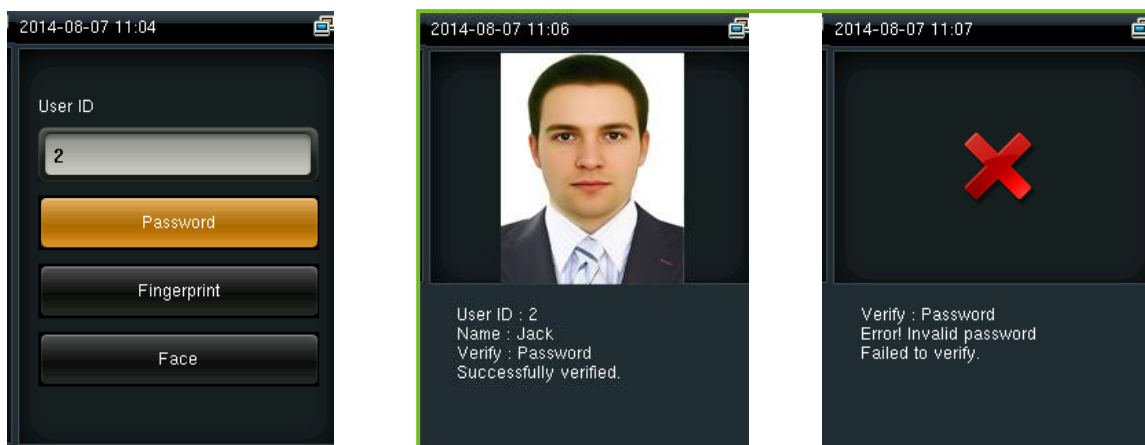 2014-08-07 11:04
User ID
2
Password
Fingerprint
Face
2014-08-07 11:06
User ID : 2
Name : Jack
Verify : Password
Successfully verified.
2014-08-07 11:07
Verify : Password
Error! Invalid password
Failed to verify.